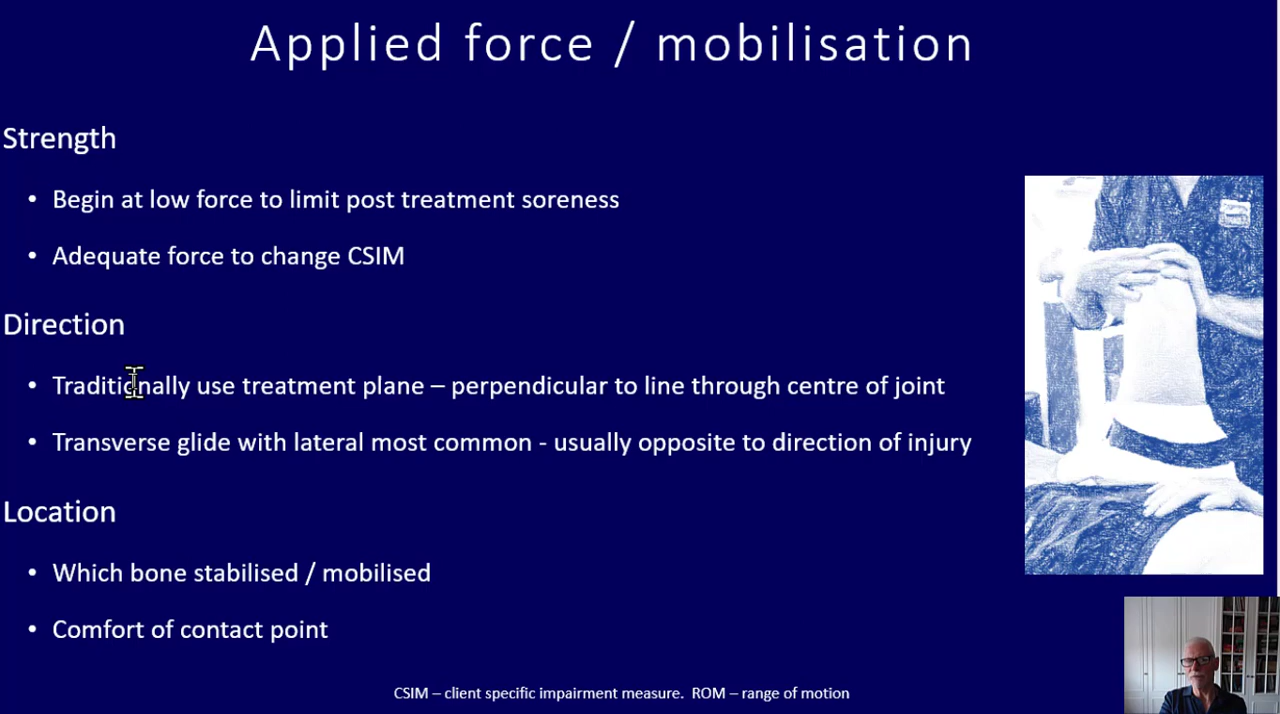 Applied force / mobilisation
Strength
• Begin at low force to limit post treatment soreness
• Adequate force to change CSIM
Direction
• Traditionally use treatment plane – perpendicular to line through centre of joint
• Transverse glide with lateral most common - usually opposite to direction of injury
Location
• Which bone stabilised / mobilised
• Comfort of contact point
CSIM – client specific impairment measure.  ROM – range of motion